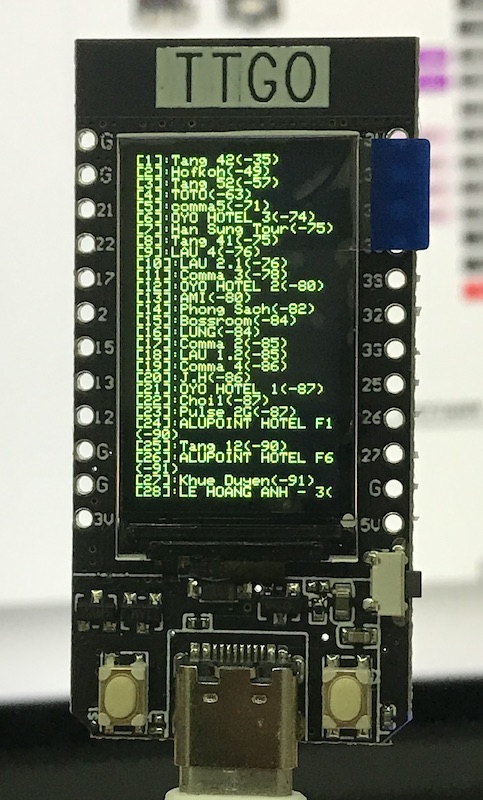 TTGO
G
G
21
22
17
2
15
13
12
G
G
3V
[1]:Tang 42(-35)
[2]:Hofkoh(-49)
[3]:Tang 52(-57)
[4]:TOTO(-63)
[5]:comma5(-71)
[6]:OYO HOTEL 3(-74)
[7]:Han Sung Tour(-75)
[8]:Tang 41(-75)
[9]:LAU 4(-76)
[10]:LAU 2.1(-76)
[11]:Comma 3(-78)
[12]:OYO HOTEL 2(-80)
[13]:AMI(-80)
[14]:Phong Sach(-82)
[15]:Bossroom(-84)
[16]:LUNG(-84)
[17]:Comma 2(-85)
[18]:LAU 1.2(-85)
[19]:Comma 4(-86)
[20]:J.H(-86)
[21]:OYO HOTEL 1(-87)
[22]:Choi1(-87)
[23]:Pulse 2G(-87)
[24]:ALUPOINT HOTEL F1
(-90)
[25]:Tang 12(-90)
[26]:ALUPOINT HOTEL F6
(-91)
[27]:Khue Duyen(-91)
[28]:LE HOANG ANH - 3(
3V
38
32
33
25
26
27
G
5V